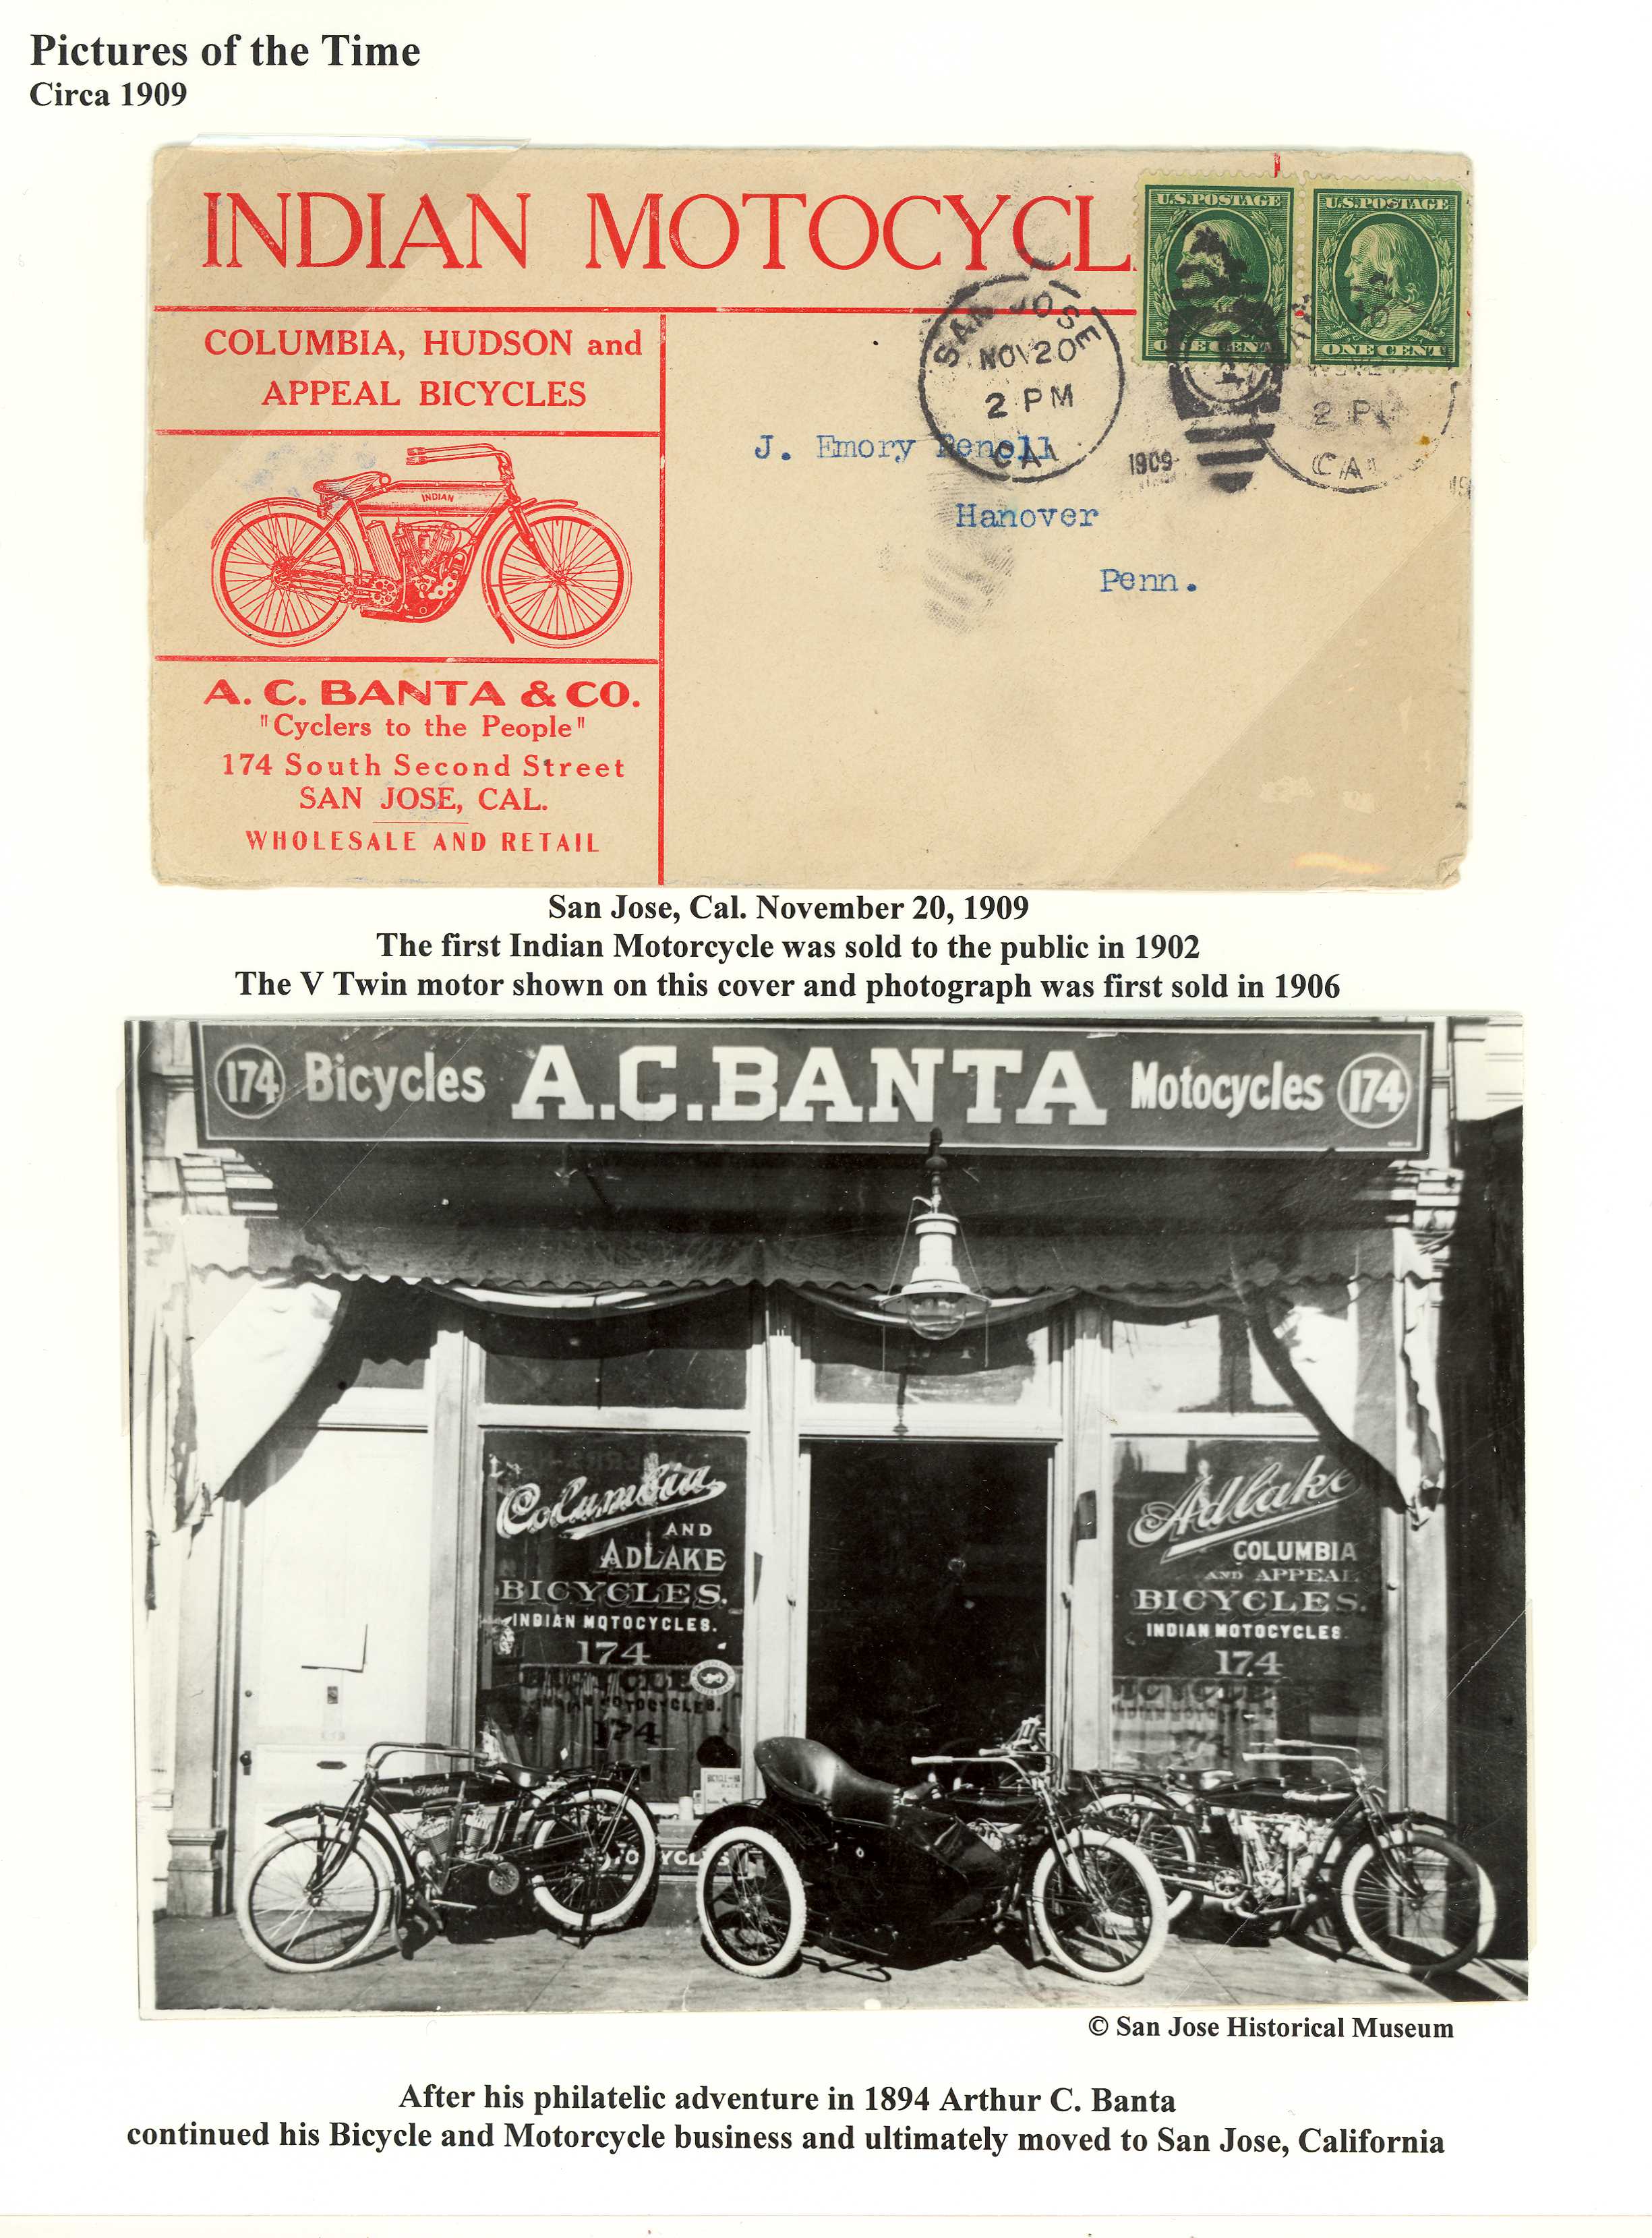 Pictures of the Time
Circa 1909
INDIAN MOTOCYCL
U.S. POSTAGE
U.S. POSTAGE
ONE CENT
ONE CENT
COLUMBIA, HUDSON and
APPEAL BICYCLES
INDIAN
A. C. BANTA & CO.
"Cyclers to the People"
174 South Second Street
SAN JOSE, CAL.
WHOLESALE AND RETAIL
SAN JOSE
NOV 20
2 PM
CAL
1909
2 P
CAL
J. Emory
Hanover
Penn.
San Jose, Cal. November 20, 1909
The first Indian Motorcycle was sold to the public in 1902
The V Twin motor shown on this cover and photograph was first sold in 1906
174 Bicycles A.C.BANTA Motocycles 174
Columbia
AND
ADLAKE
BICYCLES.
INDIAN MOTOCYCLES.
174
Adlake
COLUMBIA
AND APPEAL
BICYCLES.
INDIAN MOTOCYCLES
174
Indian
© San Jose Historical Museum
After his philatelic adventure in 1894 Arthur C. Banta
continued his Bicycle and Motorcycle business and ultimately moved to San Jose, California